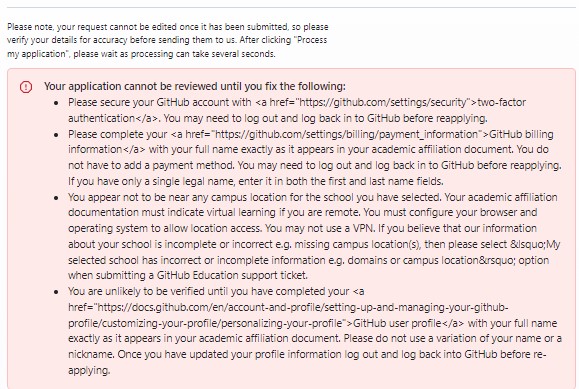 Please note, your request cannot be edited once it has been submitted, so please
verify your details for accuracy before sending them to us. After clicking "Process
my application", please wait as processing can take several seconds.
Your application cannot be reviewed until you fix the following:
• Please secure your GitHub account with <a href="https://github.com/settings/security">two-factor
authentication</a>. You may need to log out and log back in to GitHub before reapplying.
• Please complete your <a href="https://github.com/settings/billing/payment_information">GitHub billing
information</a> with your full name exactly as it appears in your academic affiliation document. You do
not have to add a payment method. You may need to log out and log back in to GitHub before reapplying.
If you have only a single legal name, enter it in both the first and last name fields.
• You appear not to be near any campus location for the school you have selected. Your academic affiliation
documentation must indicate virtual learning if you are remote. You must configure your browser and
operating system to allow location access. You may not use a VPN. If you believe that our information
about your school is incomplete or incorrect e.g. missing campus location(s), then please select &lsquo;My
selected school has incorrect or incomplete information e.g. domains or campus location&rsquo; option
when submitting a GitHub Education support ticket.
• You are unlikely to be verified until you have completed your <a
href="https://docs.github.com/en/account-and-profile/setting-up-and-managing-your-github-
profile/customizing-your-profile/personalizing-your-profile">GitHub user profile</a> with your full name
exactly as it appears in your academic affiliation document. Please do not use a variation of your name or a
nickname. Once you have updated your profile information log out and log back into GitHub before re-
applying.